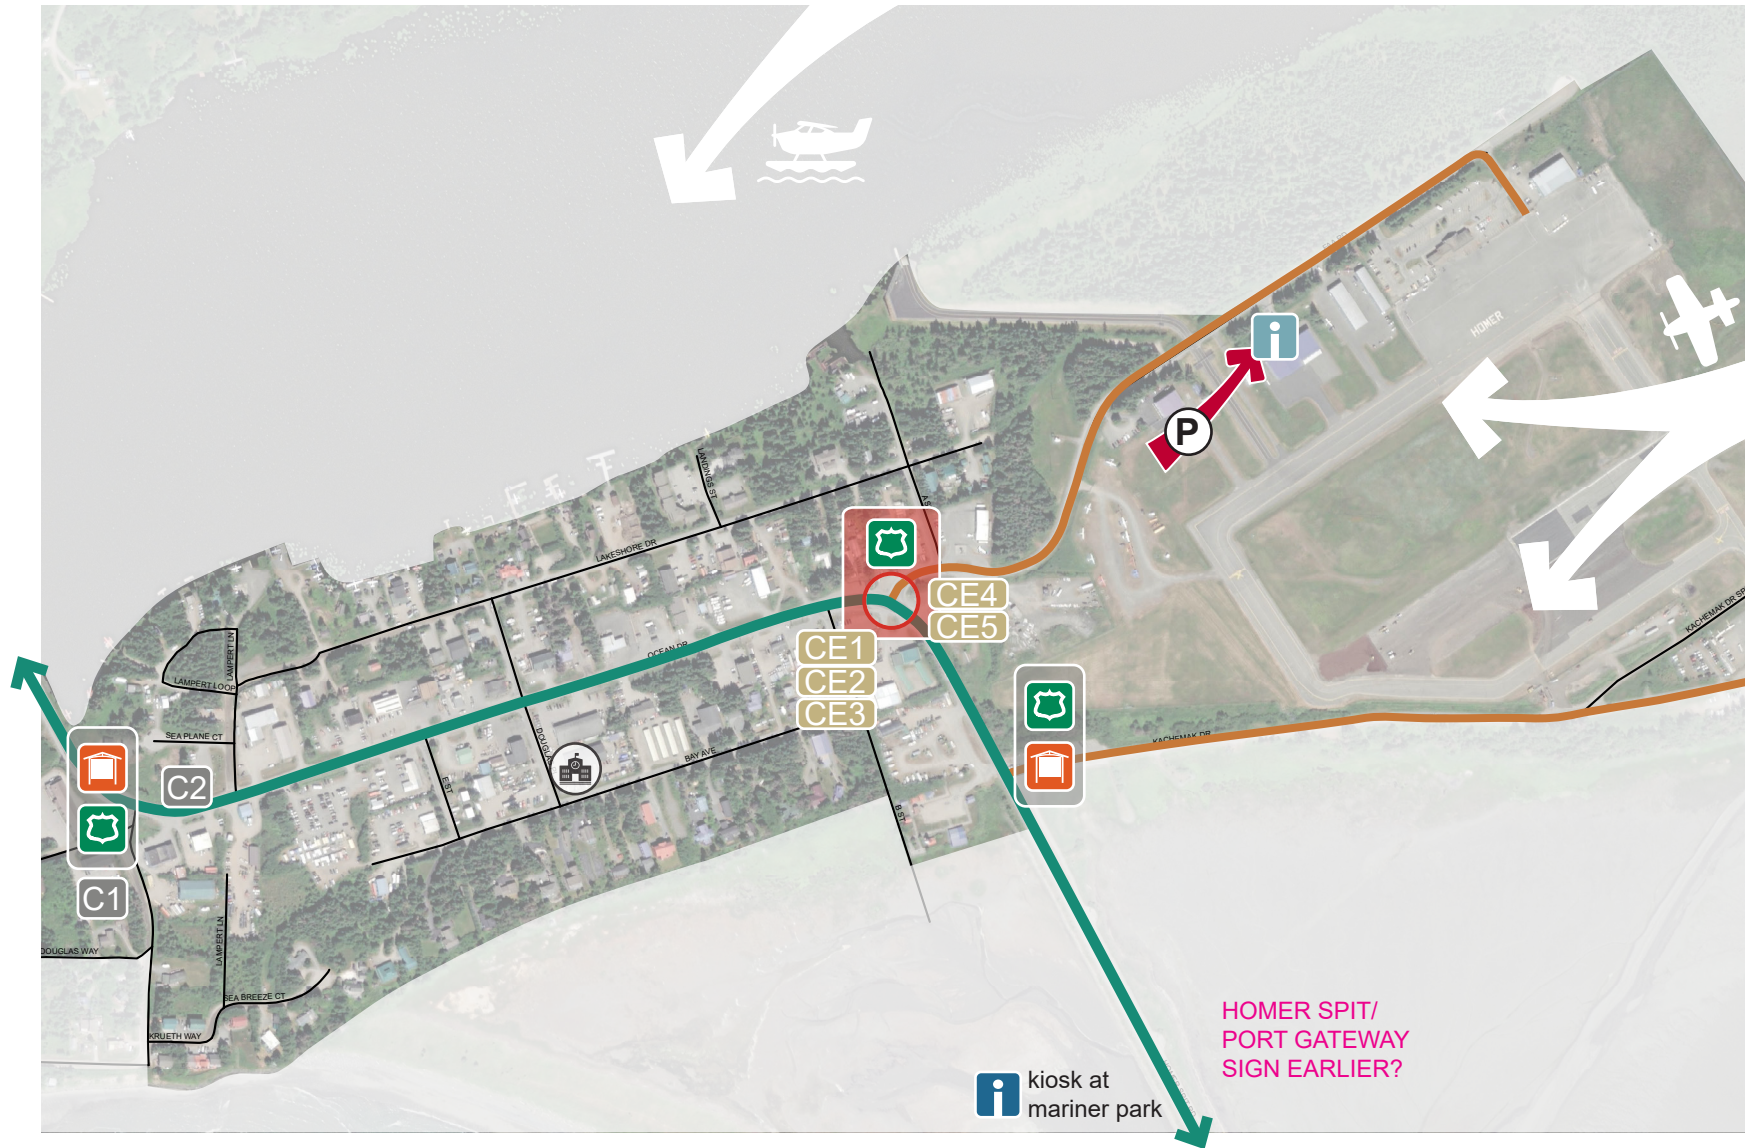 HOMER
P
LANDINGS ST
A S
LAKESHORE DR
CE4
CE5
KACHEMAK DR SP
OCEAN DR
CE1
CE2
CE3
LAMPERT LN
LAMPERT LOOP
SEA PLANE CT
DOUGLAS
KACHEMAK DR
BAY AVE
E ST
C2
B ST
C1
LAMPERT LN
DOUGLAS WAY
SEA BREEZE CT
KRUETH WAY
HOMER SPIT/
PORT GATEWAY
SIGN EARLIER?
i
i
kiosk at
mariner park